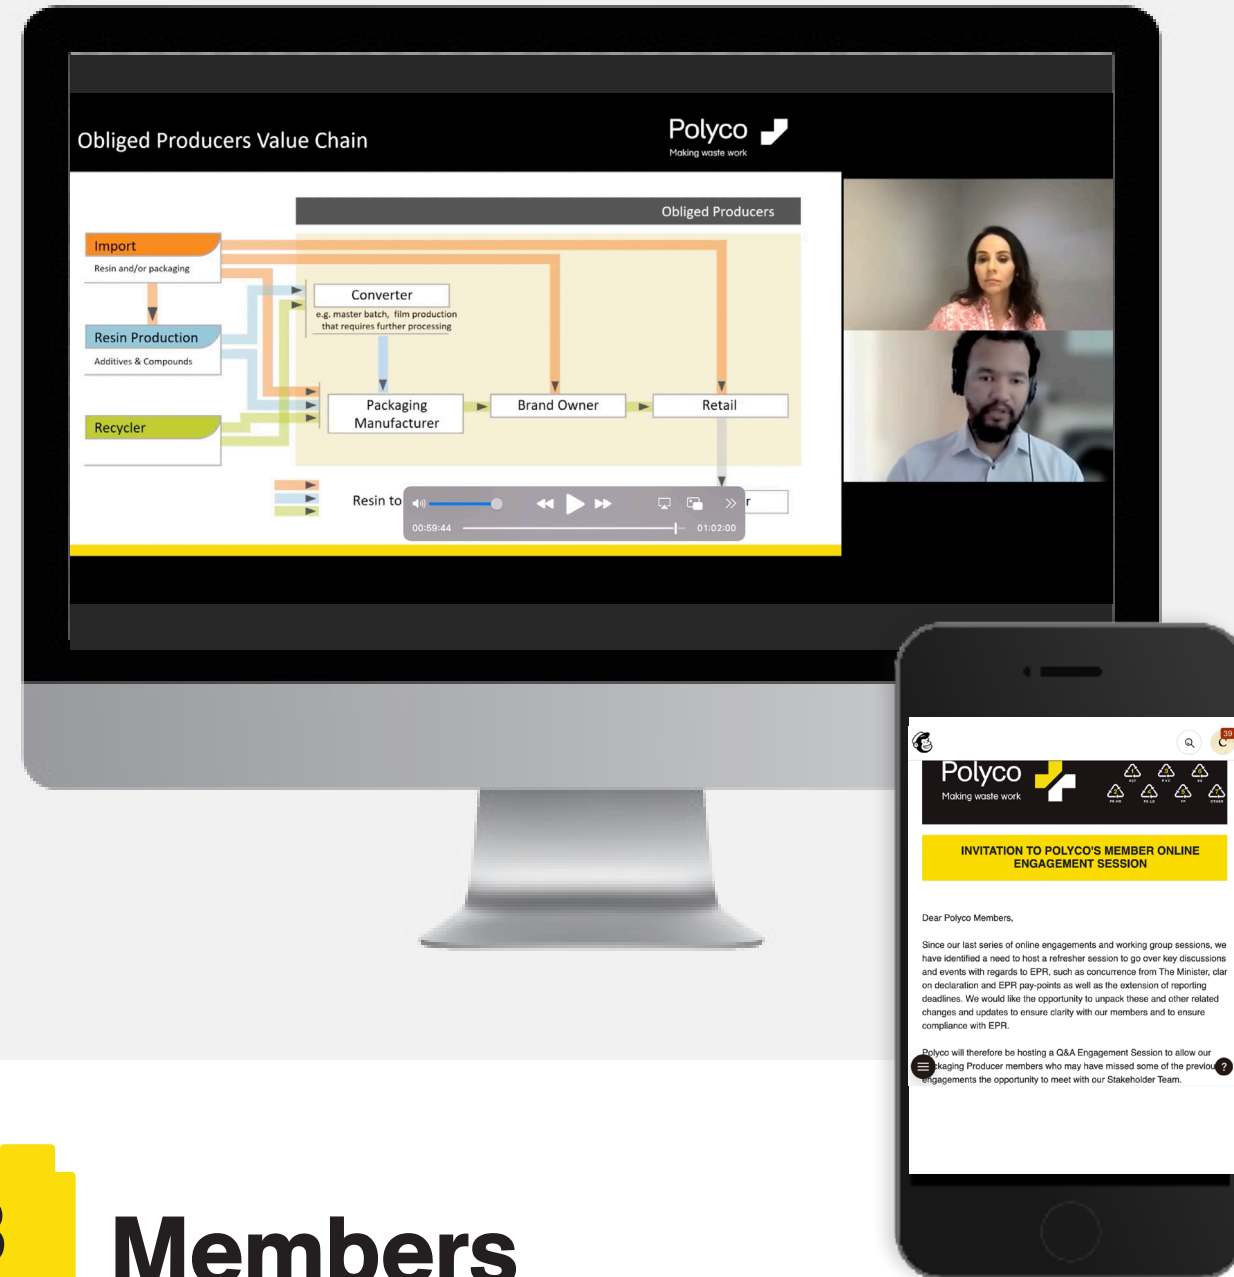 Obliged Producers Value Chain
Polyco
Making waste work
Obliged Producers
Import
Resin and/or packaging
Converter
e.g. master batch, film production
that requires further processing
Resin Production
Additives & Compounds
Packaging
Manufacturer
Brand Owner
Retail
Recycler
Resin to
r
00:59:44
01:02:00
39
C
Polyco
Making waste work
INVITATION TO POLYCO'S MEMBER ONLINE
ENGAGEMENT SESSION
Dear Polyco Members,
Since our last series of online engagements and working group sessions, we
have identified a need to host a refresher session to go over key discussions
and events with regards to EPR, such as concurrence from The Minister, clar
on declaration and EPR pay-points as well as the extension of reporting
deadlines. We would like the opportunity to unpack these and other related
changes and updates to ensure clarity with our members and to ensure
compliance with EPR.
Polyco will therefore be hosting a Q&A Engagement Session to allow our
ckaging Producer members who may have missed some of the previou
?
engagements the opportunity to meet with our Stakeholder Team.
Members